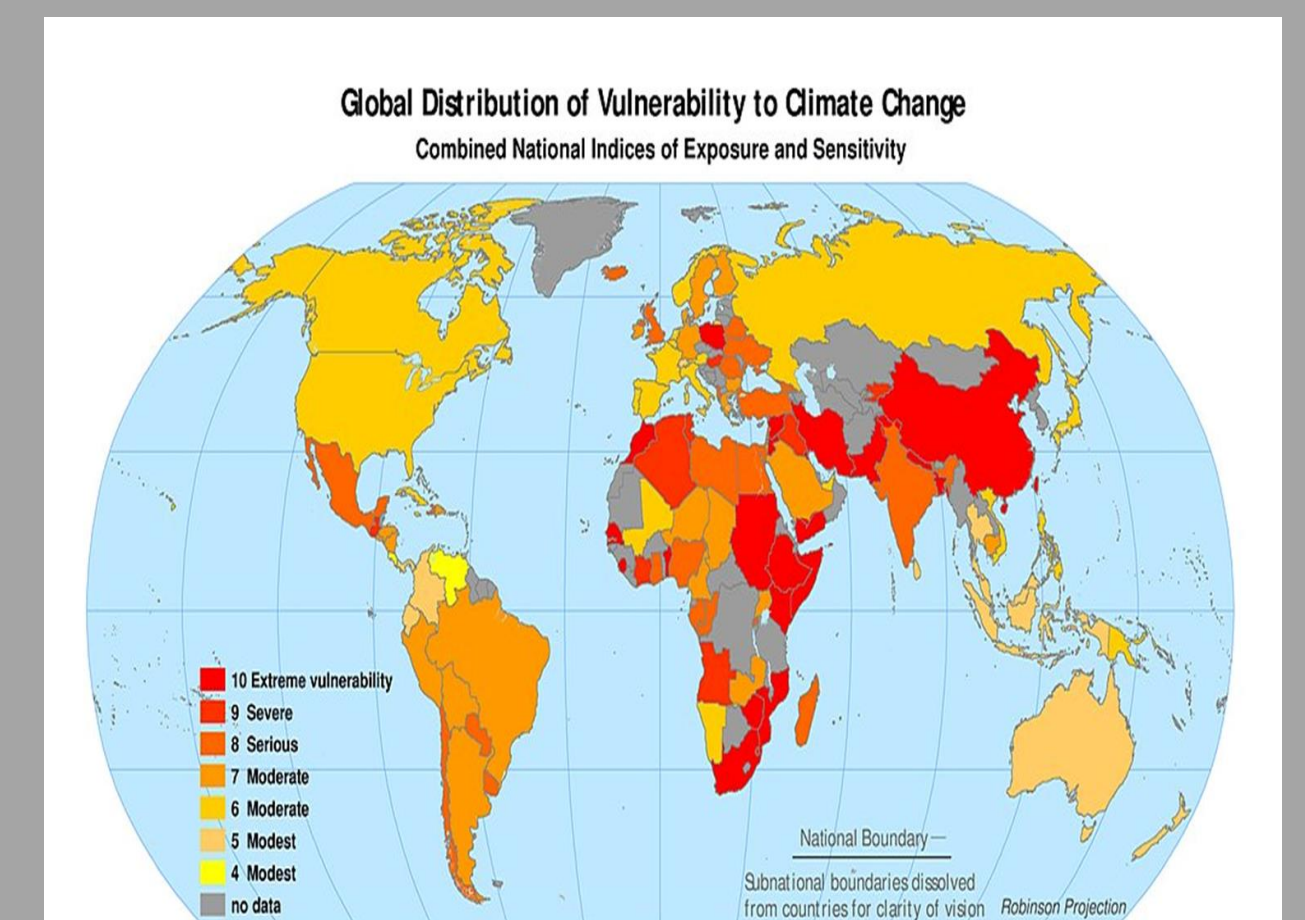 Global Distribution of Vulnerability to Climate Change
Combined National Indices of Exposure and Sensitivity
10 Extreme vulnerability
9 Severe
8 Serious
7 Moderate
6 Moderate
5 Modest
4 Modest
no data
National Boundary—
Subnational boundaries dissolved
from countries for clarity of vision
Robinson Projection